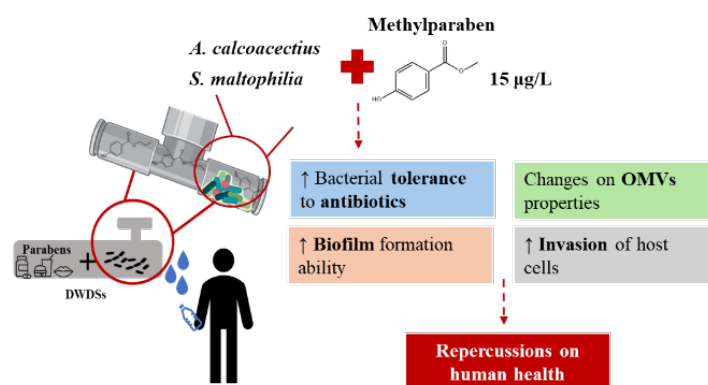 Methylparaben
A. calcoacectius
S. maltophilia
O
O
HO
15 µg/L
↑ Bacterial tolerance
to antibiotics
Changes on OMVs
properties
↑ Biofilm formation
ability
↑ Invasion of host
cells
Parabens
DWDSs
Repercussions on
human health